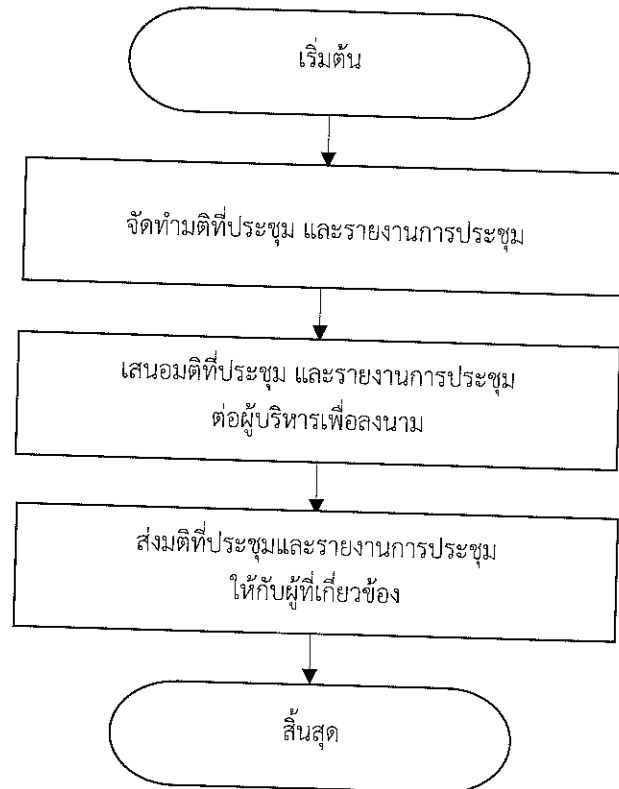 เริ่มต้น
จัดทำมติที่ประชุม และรายงานการประชุม
เสนอมติที่ประชุม และรายงานการประชุม
ต่อผู้บริหารเพื่อลงนาม
ส่งมติที่ประชุมและรายงานการประชุม
ให้กับผู้ที่เกี่ยวข้อง
สิ้นสุด